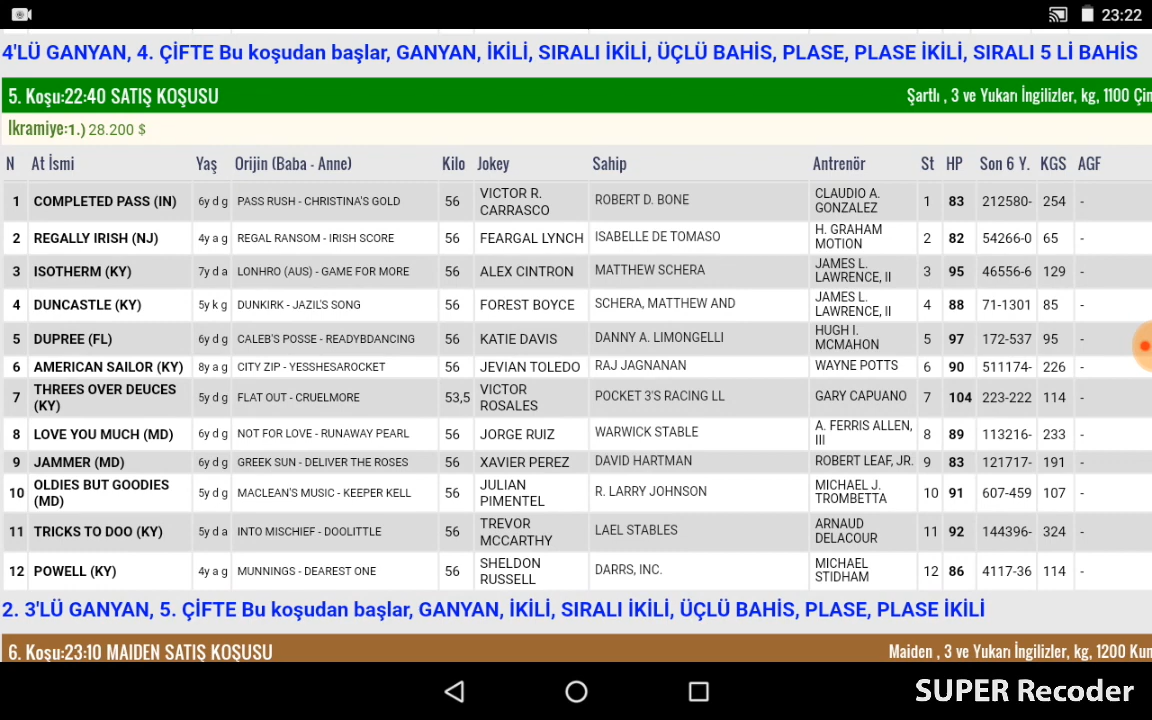 23:22
4'LÜ GANYAN, 4. ÇİFTE Bu koşudan başlar, GANYAN, İKİLİ, SIRALI İKİLİ, ÜÇLÜ BAHİS, PLASE, PLASE İKİLİ, SIRALI 5 Lİ BAHİS
5. Koşu:22:40 SATIŞ KOŞUSU Şartlı , 3 ve Yukarı İngilizler, kg, 1100 Çim
Ikramiye:1.) 28.200 $
N At İsmi Yaş Orijin (Baba - Anne) Kilo Jokey Sahip Antrenör St HP Son 6 Y. KGS AGF
1 COMPLETED PASS (IN) 6y d g PASS RUSH - CHRISTINA'S GOLD 56 VICTOR R. CARRASCO ROBERT D. BONE CLAUDIO A. GONZALEZ 1 83 212580- 254 -
2 REGALLY IRISH (NJ) 4y a g REGAL RANSOM - IRISH SCORE 56 FEARGAL LYNCH ISABELLE DE TOMASO H. GRAHAM MOTION 2 82 54266-0 65 -
3 ISOTHERM (KY) 7y d a LONHRO (AUS) - GAME FOR MORE 56 ALEX CINTRON MATTHEW SCHERA JAMES L. LAWRENCE, II 3 95 46556-6 129 -
4 DUNCASTLE (KY) 5y k g DUNKIRK - JAZIL'S SONG 56 FOREST BOYCE SCHERA, MATTHEW AND JAMES L. LAWRENCE, II 4 88 71-1301 85 -
5 DUPREE (FL) 6y d g CALEB'S POSSE - READYBDANCING 56 KATIE DAVIS DANNY A. LIMONGELLI HUGH I. MCMAHON 5 97 172-537 95 -
6 AMERICAN SAILOR (KY) 8y a g CITY ZIP - YESSHESAROCKET 56 JEVIAN TOLEDO RAJ JAGNANAN WAYNE POTTS 6 90 511174- 226 -
7 THREES OVER DEUCES (KY) 5y d g FLAT OUT - CRUELMORE 53,5 VICTOR ROSALES POCKET 3'S RACING LL GARY CAPUANO 7 104 223-222 114 -
8 LOVE YOU MUCH (MD) 6y d g NOT FOR LOVE - RUNAWAY PEARL 56 JORGE RUIZ WARWICK STABLE A. FERRIS ALLEN, III 8 89 113216- 233 -
9 JAMMER (MD) 6y d g GREEK SUN - DELIVER THE ROSES 56 XAVIER PEREZ DAVID HARTMAN ROBERT LEAF, JR. 9 83 121717- 191 -
10 OLDIES BUT GOODIES (MD) 5y d g MACLEAN'S MUSIC - KEEPER KELL 56 JULIAN PIMENTEL R. LARRY JOHNSON MICHAEL J. TROMBETTA 10 91 607-459 107 -
11 TRICKS TO DOO (KY) 5y d a INTO MISCHIEF - DOOLITTLE 56 TREVOR MCCARTHY LAEL STABLES ARNAUD DELACOUR 11 92 144396- 324 -
12 POWELL (KY) 4y a g MUNNINGS - DEAREST ONE 56 SHELDON RUSSELL DARRS, INC. MICHAEL STIDHAM 12 86 4117-36 114 -
2. 3'LÜ GANYAN, 5. ÇİFTE Bu koşudan başlar, GANYAN, İKİLİ, SIRALI İKİLİ, ÜÇLÜ BAHİS, PLASE, PLASE İKİLİ
6. Koşu:23:10 MAIDEN SATIŞ KOŞUSU Maiden , 3 ve Yukarı İngilizler, kg, 1200 Kum
SUPER Recoder